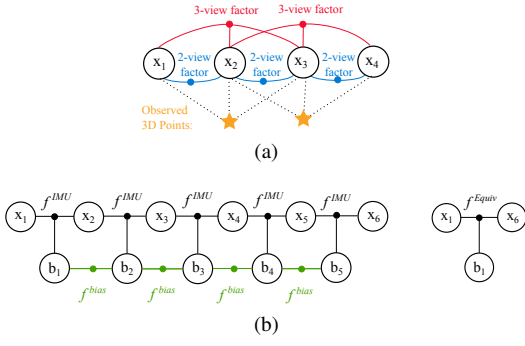 3-view factor 3-view factor
x1 x2 x3 x4
2-view factor 2-view factor 2-view factor
Observed
3D Points:
(a)
f^IMU f^IMU f^IMU f^IMU f^IMU f^Equiv
x1 x2 x3 x4 x5 x6 x1 x6
b1 b2 b3 b4 b5 b1
f^bias f^bias f^bias f^bias
(b)